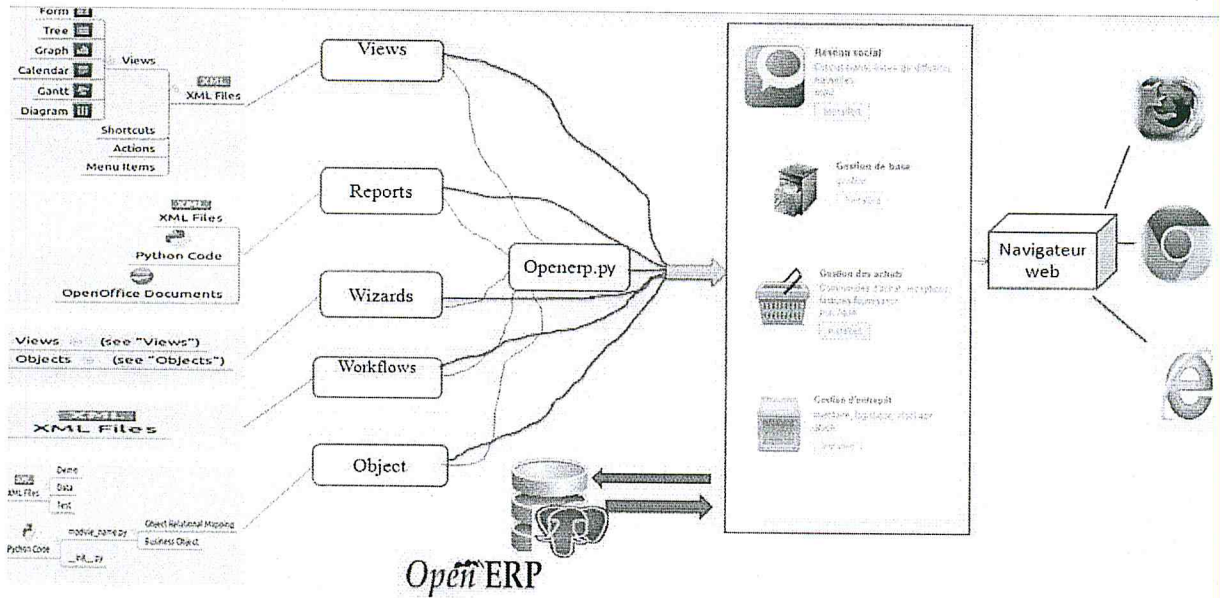 Form
Tree
Graph
Calendar
Gantt
Diagram
Views
XML
XML Files
Shortcuts
Actions
Menu Items
XML Files
Python Code
OpenOffice Documents
Views (see "Views")
Objects (see "Objects")
XML
XML Files
XML Files
Demo
Data
Test
Python Code
module_name.py
__init__.py
Object Relational Mapping
Business Object
Views
Reports
Wizards
Workflows
Object
Openerp.py
OpenERP
Réseau social
Gestion de base
Gestion des achats
Gestion d'entrepôt
Navigateur
web